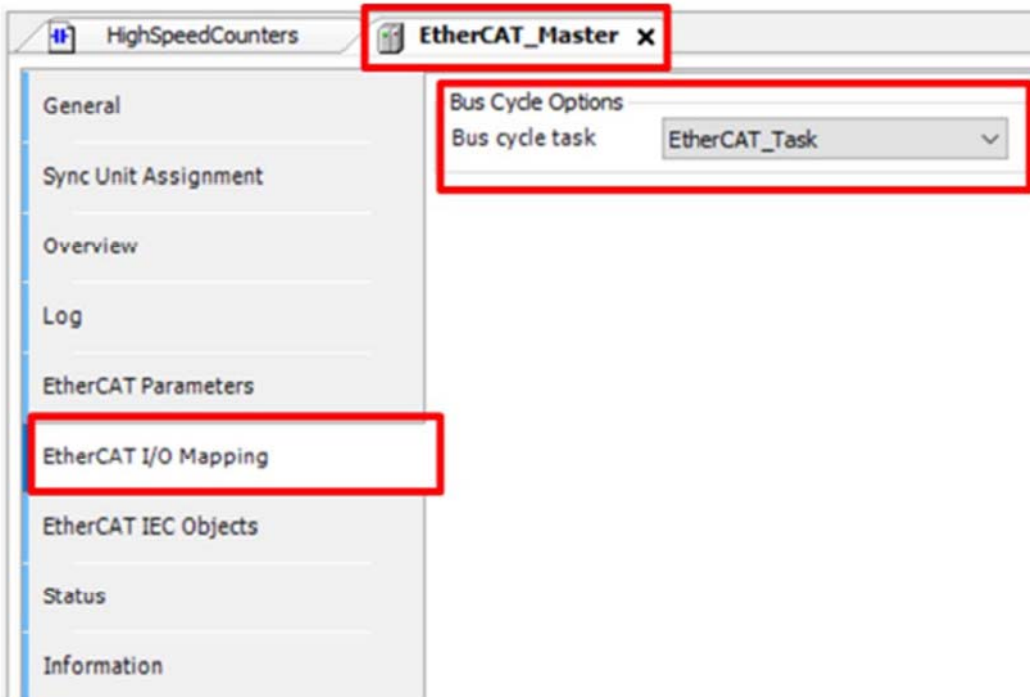 HighSpeedCounters
EtherCAT_Master
General
Sync Unit Assignment
Overview
Log
EtherCAT Parameters
EtherCAT I/O Mapping
EtherCAT IEC Objects
Status
Information
Bus Cycle Options
Bus cycle task EtherCAT_Task